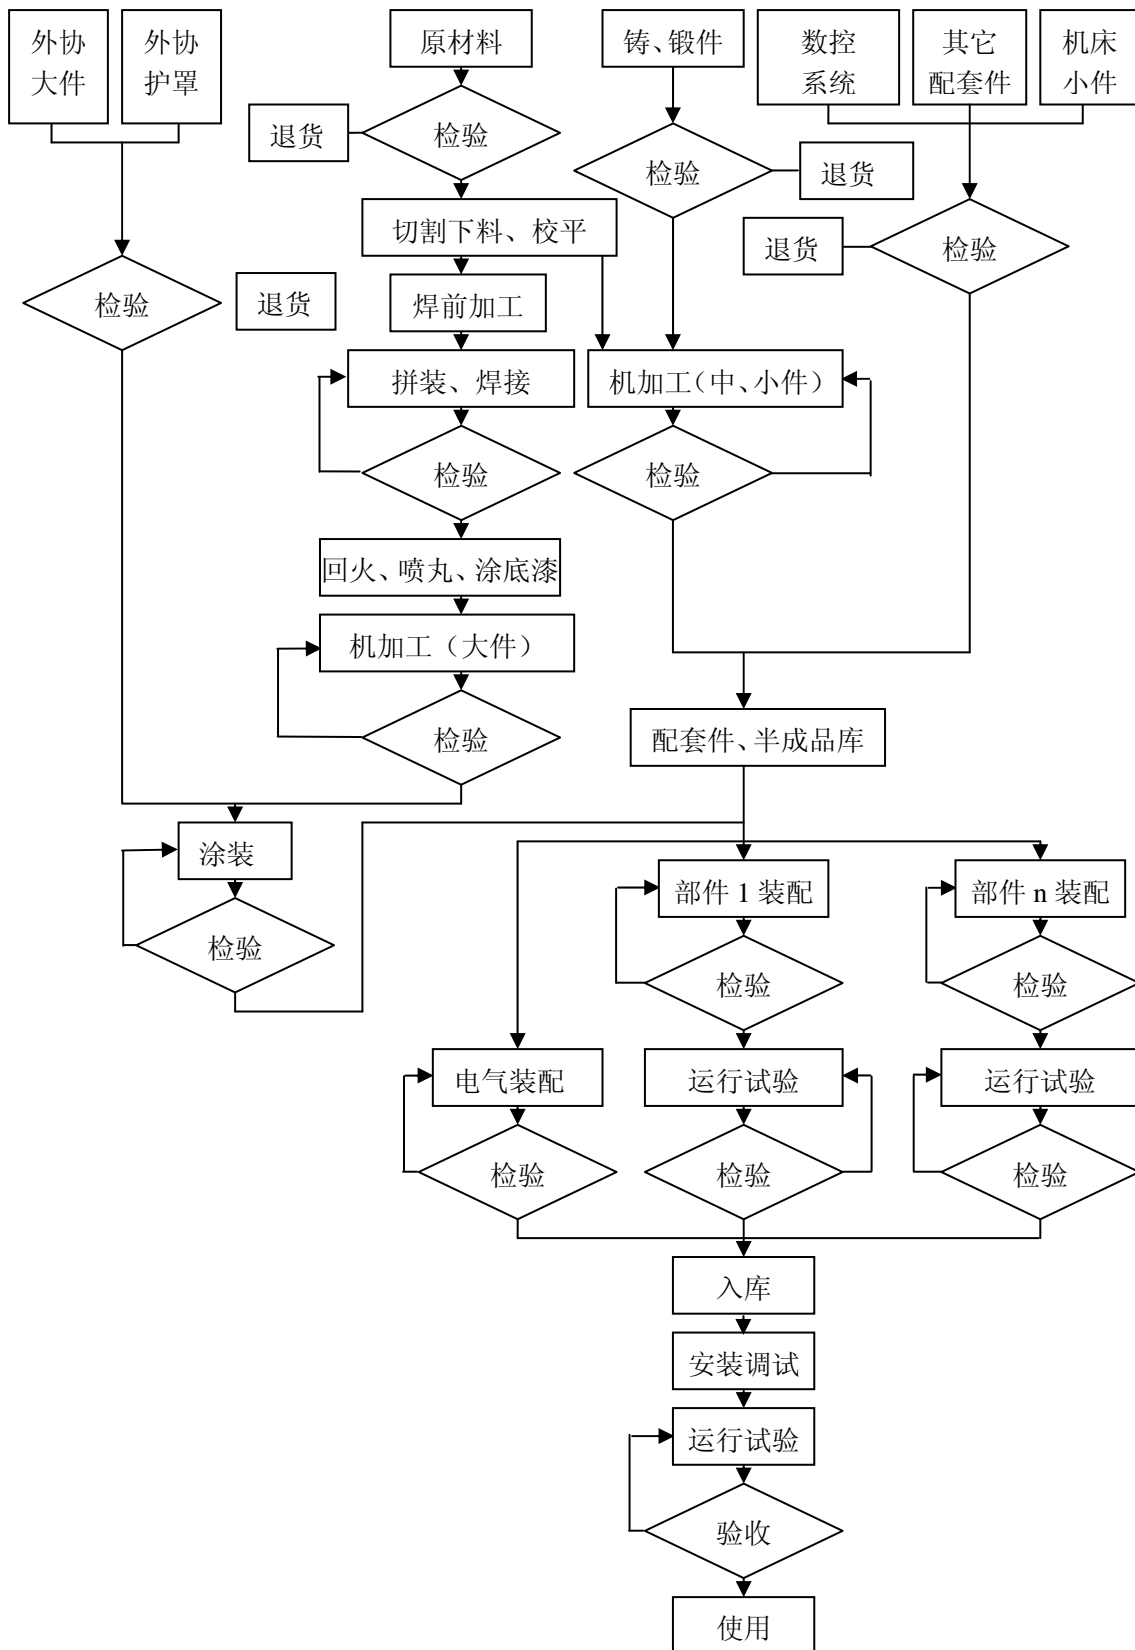 外协
大件
外协
护罩
原材料
铸、锻件
数控
系统
其它
配套件
机床
小件
退货
检验
检验
退货
切割下料、校平
退货
检验
检验
退货
焊前加工
拼装、焊接
机加工（中、小件）
检验
检验
回火、喷丸、涂底漆
机加工（大件）
检验
配套件、半成品库
涂装
部件 1 装配
部件 n 装配
检验
检验
检验
电气装配
运行试验
运行试验
检验
检验
检验
入库
安装调试
运行试验
验收
使用